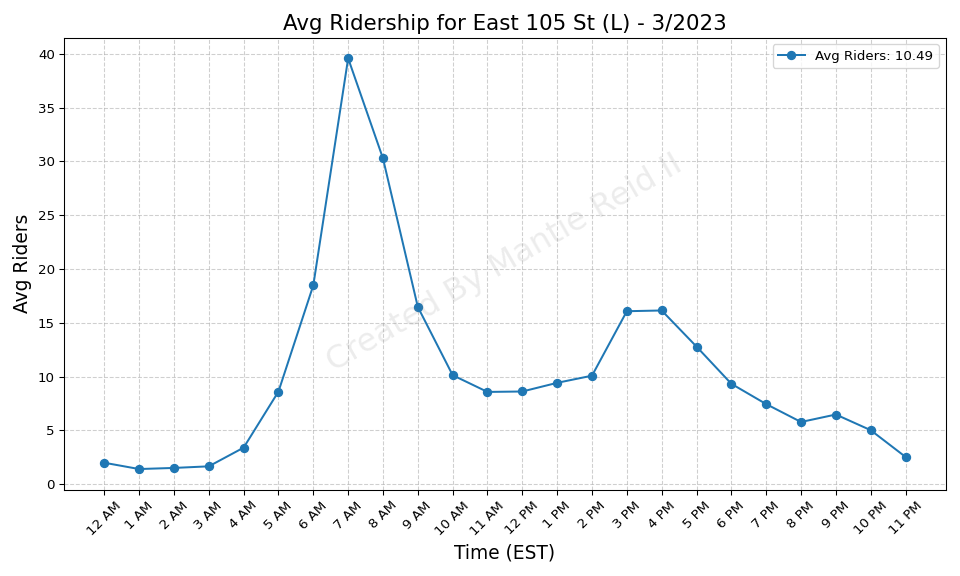 Avg Ridership for East 105 St (L) - 3/2023
Avg Riders: 10.49
Avg Riders
40
35
30
25
20
15
10
5
0
Created By Mantie Reid II
12 AM
1 AM
2 AM
3 AM
4 AM
5 AM
6 AM
7 AM
8 AM
9 AM
10 AM
11 AM
12 PM
1 PM
2 PM
3 PM
4 PM
5 PM
6 PM
7 PM
8 PM
9 PM
10 PM
11 PM
Time (EST)